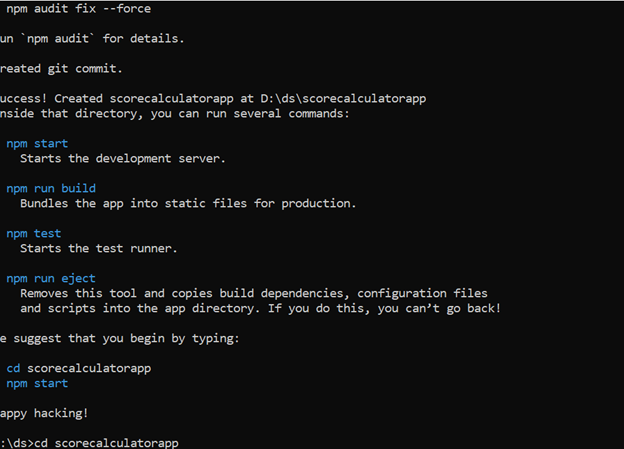 npm audit fix --force
un `npm audit` for details.
reated git commit.
uccess! Created scorecalculatorapp at D:\ds\scorecalculatorapp
nside that directory, you can run several commands:
npm start
Starts the development server.
npm run build
Bundles the app into static files for production.
npm test
Starts the test runner.
npm run eject
Removes this tool and copies build dependencies, configuration files
and scripts into the app directory. If you do this, you can’t go back!
e suggest that you begin by typing:
cd scorecalculatorapp
npm start
appy hacking!
:\ds>cd scorecalculatorapp